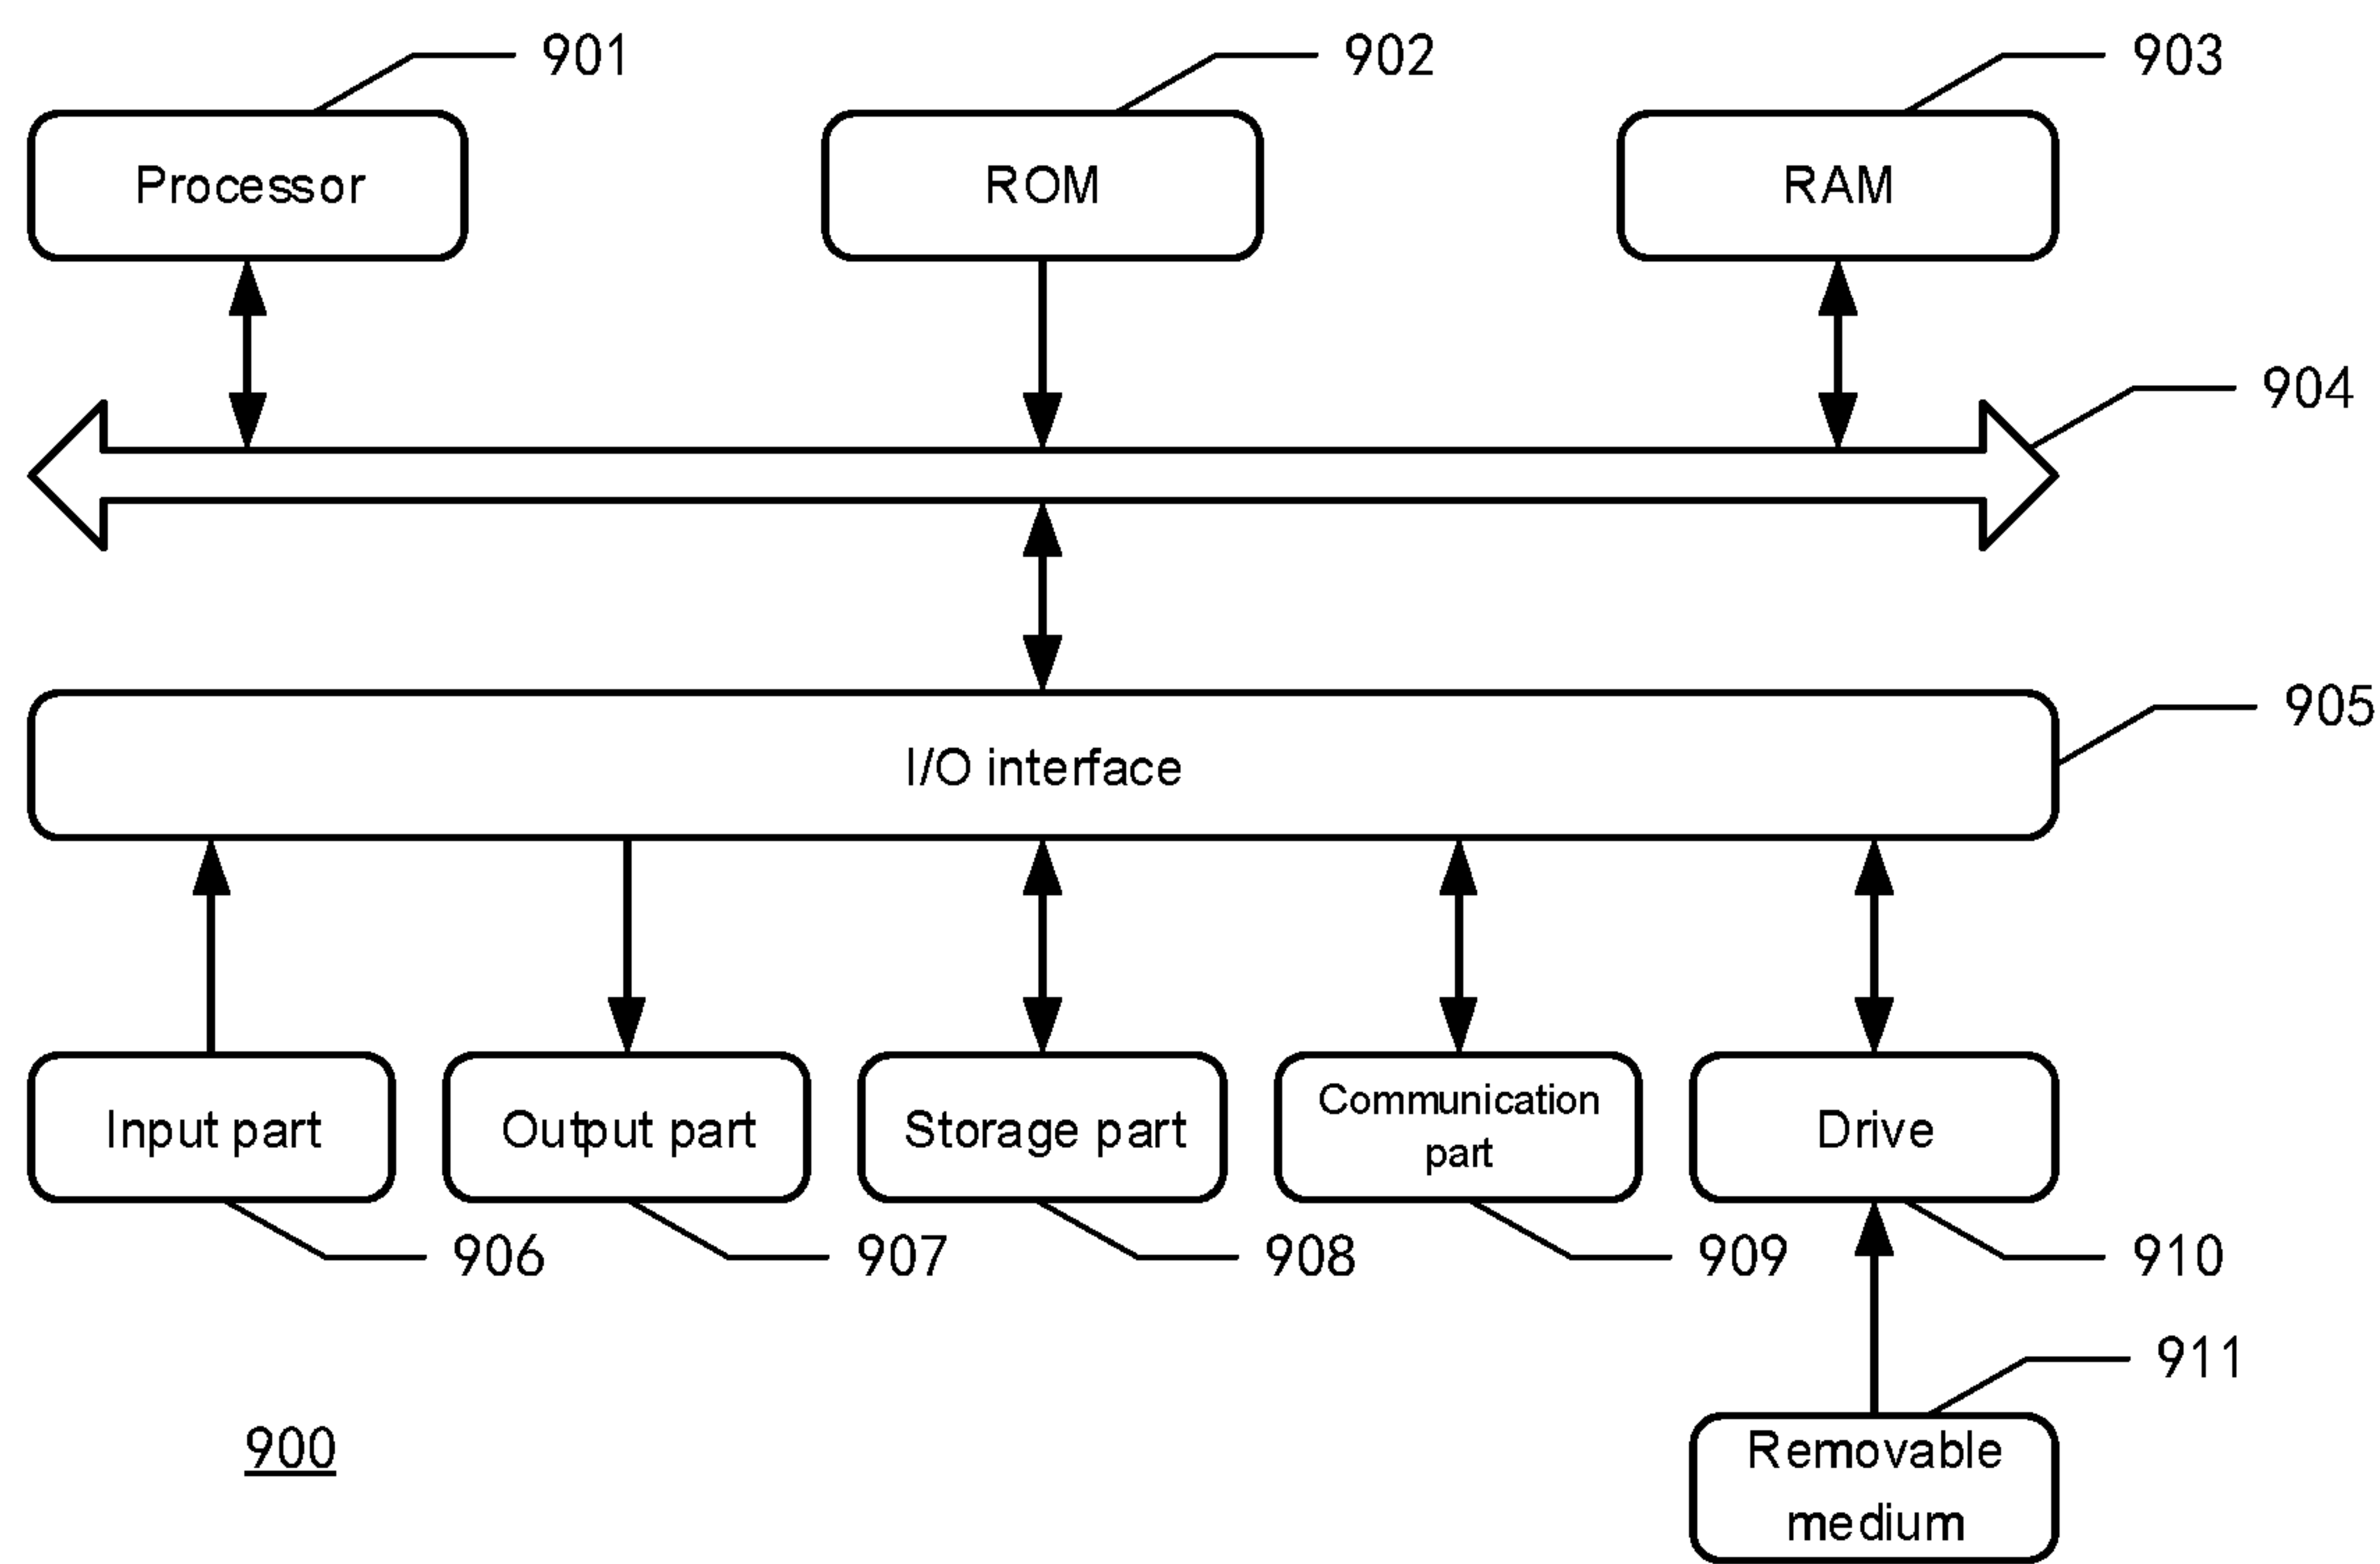 901
902
903
Processor
ROM
RAM
904
905
I/O interface
Input part
Output part
Storage part
Communication
part
Drive
906
907
908
909
910
911
900
Removable
medium